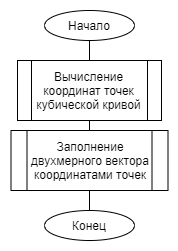 Начало
Вычисление
координат точек
кубической кривой
Заполнение
двухмерного вектора
координатами точек
Конец